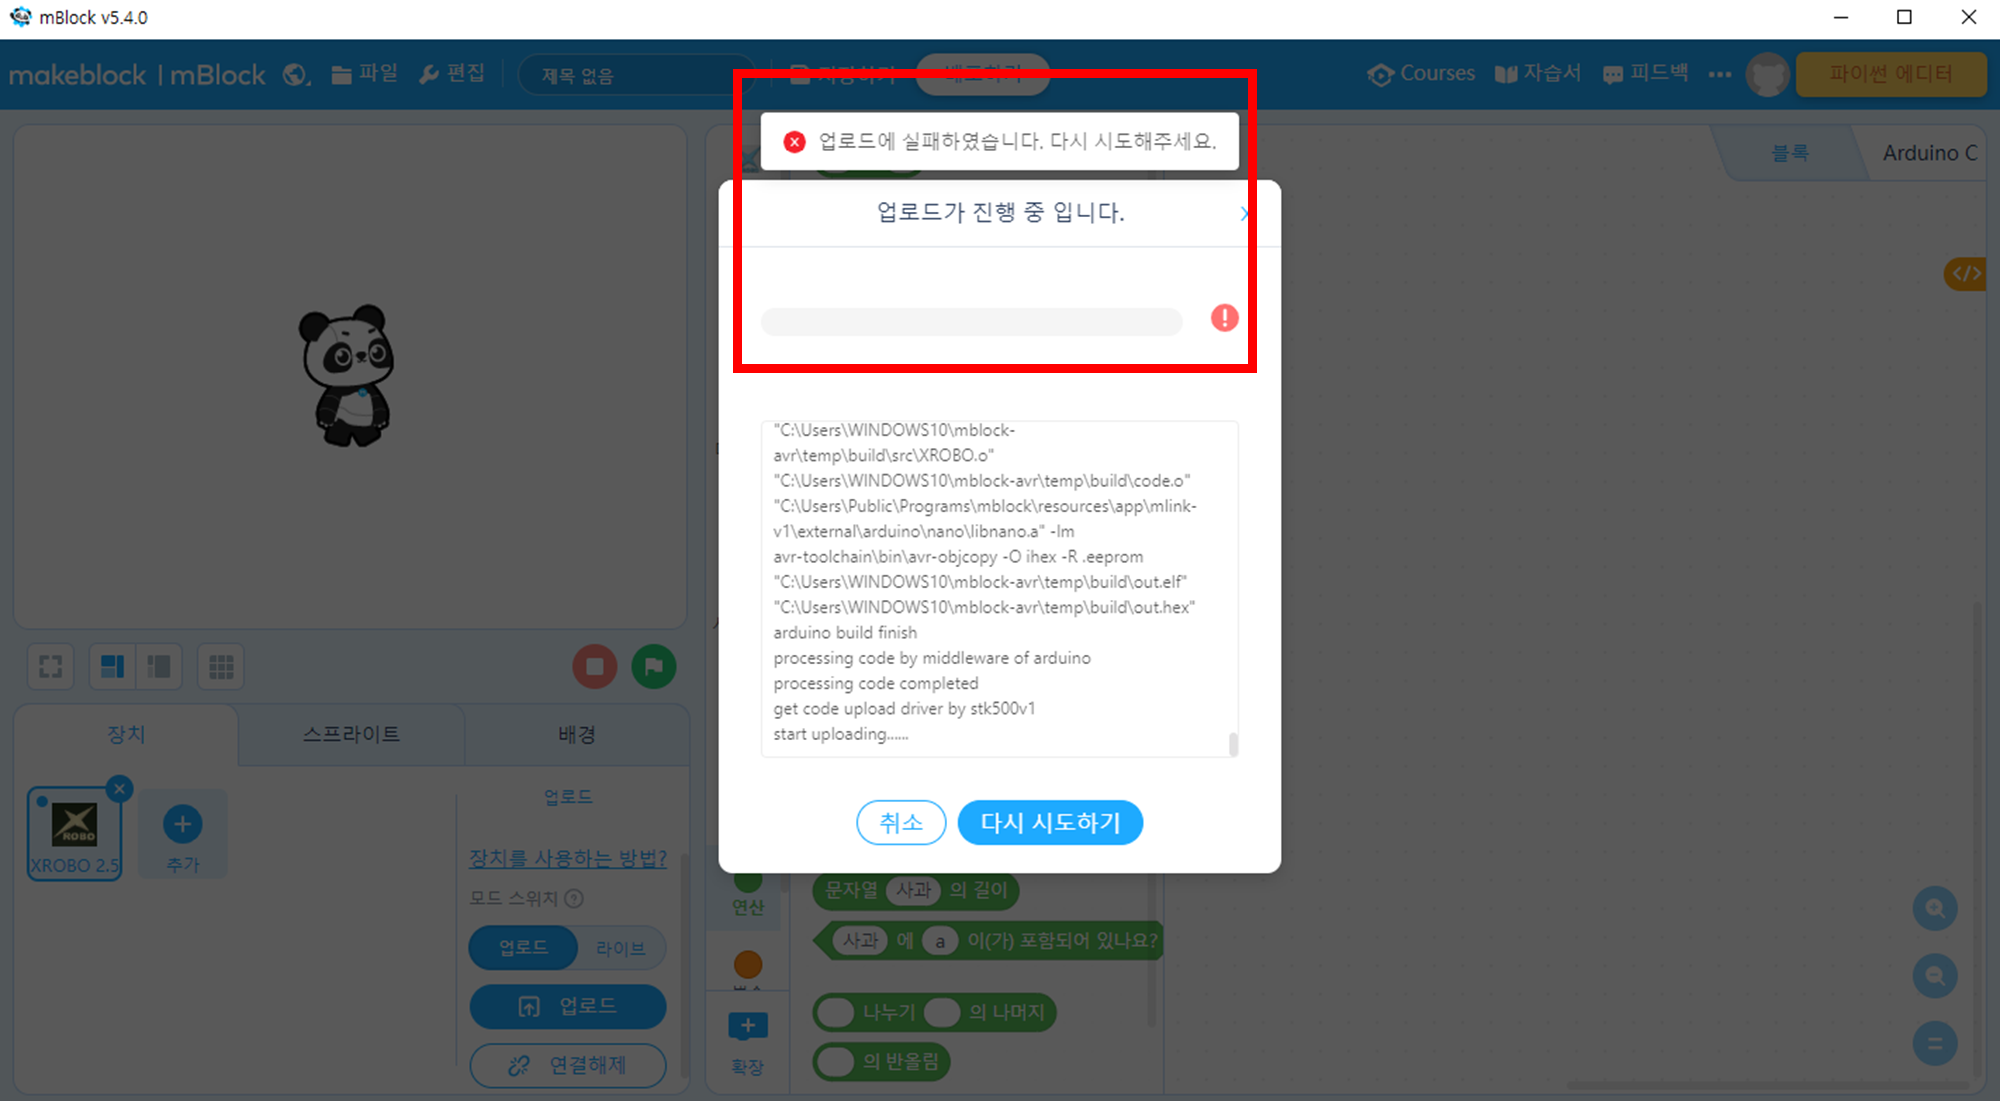 mBlock v5.4.0
makeblock | mBlock
파일
편집
제목 없음
Courses
자습서
피드백
파이썬 에디터
업로드에 실패하였습니다. 다시 시도해주세요.
업로드가 진행 중 입니다.
블록
Arduino C
"C:\Users\WINDOWS10\mblock-
avr\temp\build\src\XROBO.o"
"C:\Users\WINDOWS10\mblock-avr\temp\build\code.o"
"C:\Users\Public\Programs\mblock\resources\app\mlink-
v1\external\arduino\nano\libnano.a" -lm
avr-toolchain\bin\avr-objcopy -O ihex -R .eeprom
"C:\Users\WINDOWS10\mblock-avr\temp\build\out.elf"
"C:\Users\WINDOWS10\mblock-avr\temp\build\out.hex"
arduino build finish
processing code by middleware of arduino
processing code completed
get code upload driver by stk500v1
start uploading......
취소
다시 시도하기
장치
스프라이트
배경
XROBO
XROBO 2.5
추가
업로드
장치를 사용하는 방법?
모드 스위치
업로드
라이브
업로드
연결해제
연산
확장
문자열 사과 의 길이
사과 에 a 이(가) 포함되어 있나요?
나누기 의 나머지
의 반올림